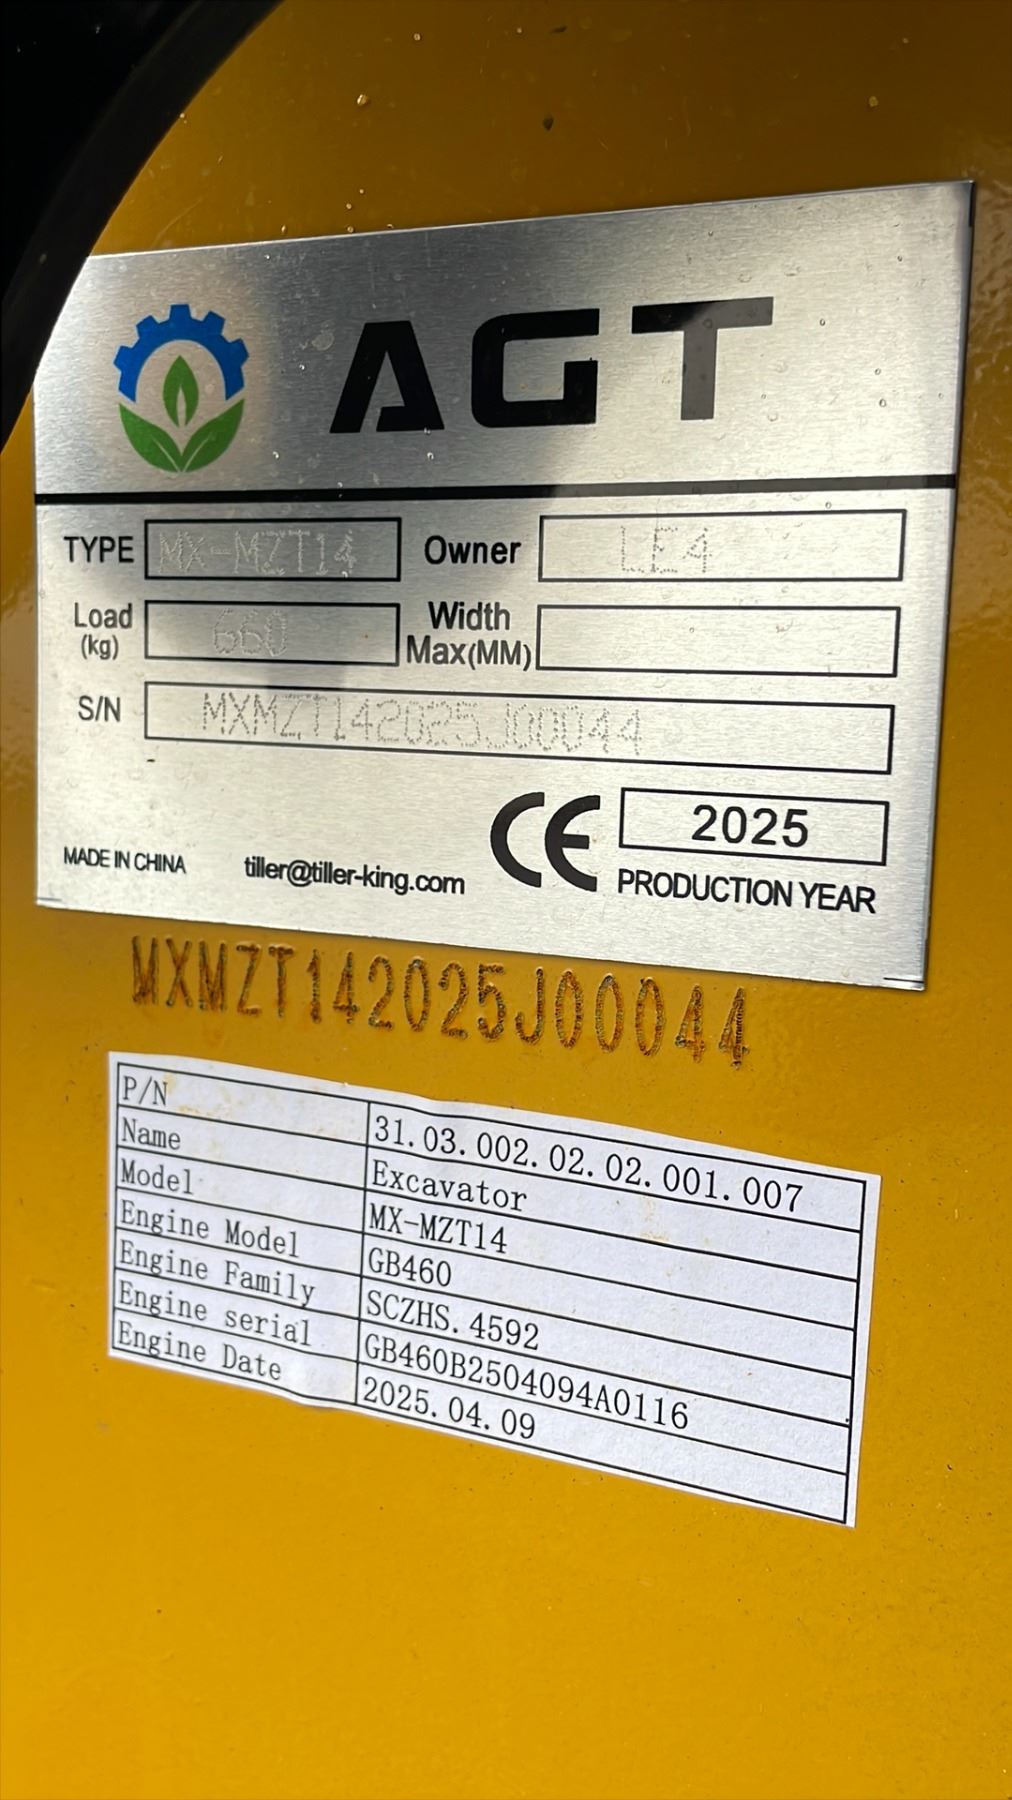 AGT
TYPE MX-MZT14 Owner LE4
Load (kg) 660 Width Max(MM)
S/N MXMZT142025J00044
CE 2025
MADE IN CHINA tiller@tiller-king.com PRODUCTION YEAR
MXMZT142025J00044
P/N 31.03.002.02.02.001.007
Name Excavator
Model MX-MZT14
Engine Model GB460
Engine Family SCZHS.4592
Engine serial GB460B2504094A0116
Engine Date 2025.04.09